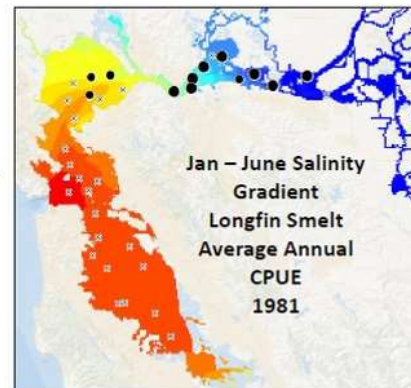 Jan – June Salinity
Gradient
Longfin Smelt
Average Annual
CPUE
1981